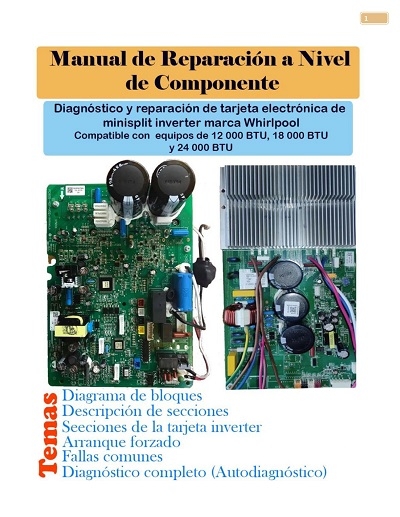 1
Manual de Reparación a Nivel
de Componente
Diagnóstico y reparación de tarjeta electrónica de
minisplit inverter marca Whirlpool
Compatible con equipos de 12 000 BTU, 18 000 BTU
y 24 000 BTU
Temas
Diagrama de bloques
Descripción de secciones
Seeciones de la tarjeta inverter
Arranque forzado
Fallas comunes
Diagnóstico completo (Autodiagnóstico)